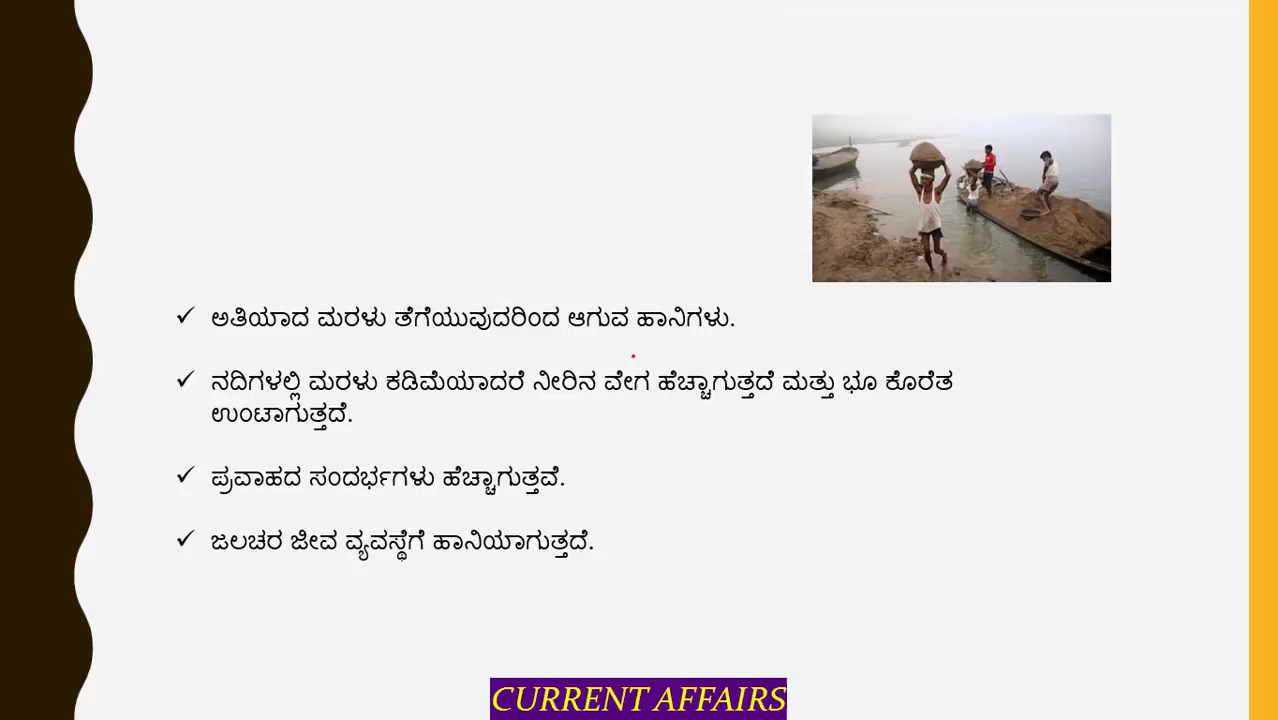 ಅತಿಯಾದ ಮರಳು ತೆಗೆಯುವುದರಿಂದ ಆಗುವ ಹಾನಿಗಳು.
ನದಿಗಳಲ್ಲಿ ಮರಳು ಕಡಿಮೆಯಾದರೆ ನೀರಿನ ವೇಗ ಹೆಚ್ಚಾಗುತ್ತದೆ ಮತ್ತು ಭೂ ಕೊರೆತ
ಉಂಟಾಗುತ್ತದೆ.
ಪ್ರವಾಹದ ಸಂದರ್ಭಗಳು ಹೆಚ್ಚಾಗುತ್ತವೆ.
ಜಲಚರ ಜೀವ ವ್ಯವಸ್ಥೆಗೆ ಹಾನಿಯಾಗುತ್ತದೆ.
CURRENT AFFAIRS